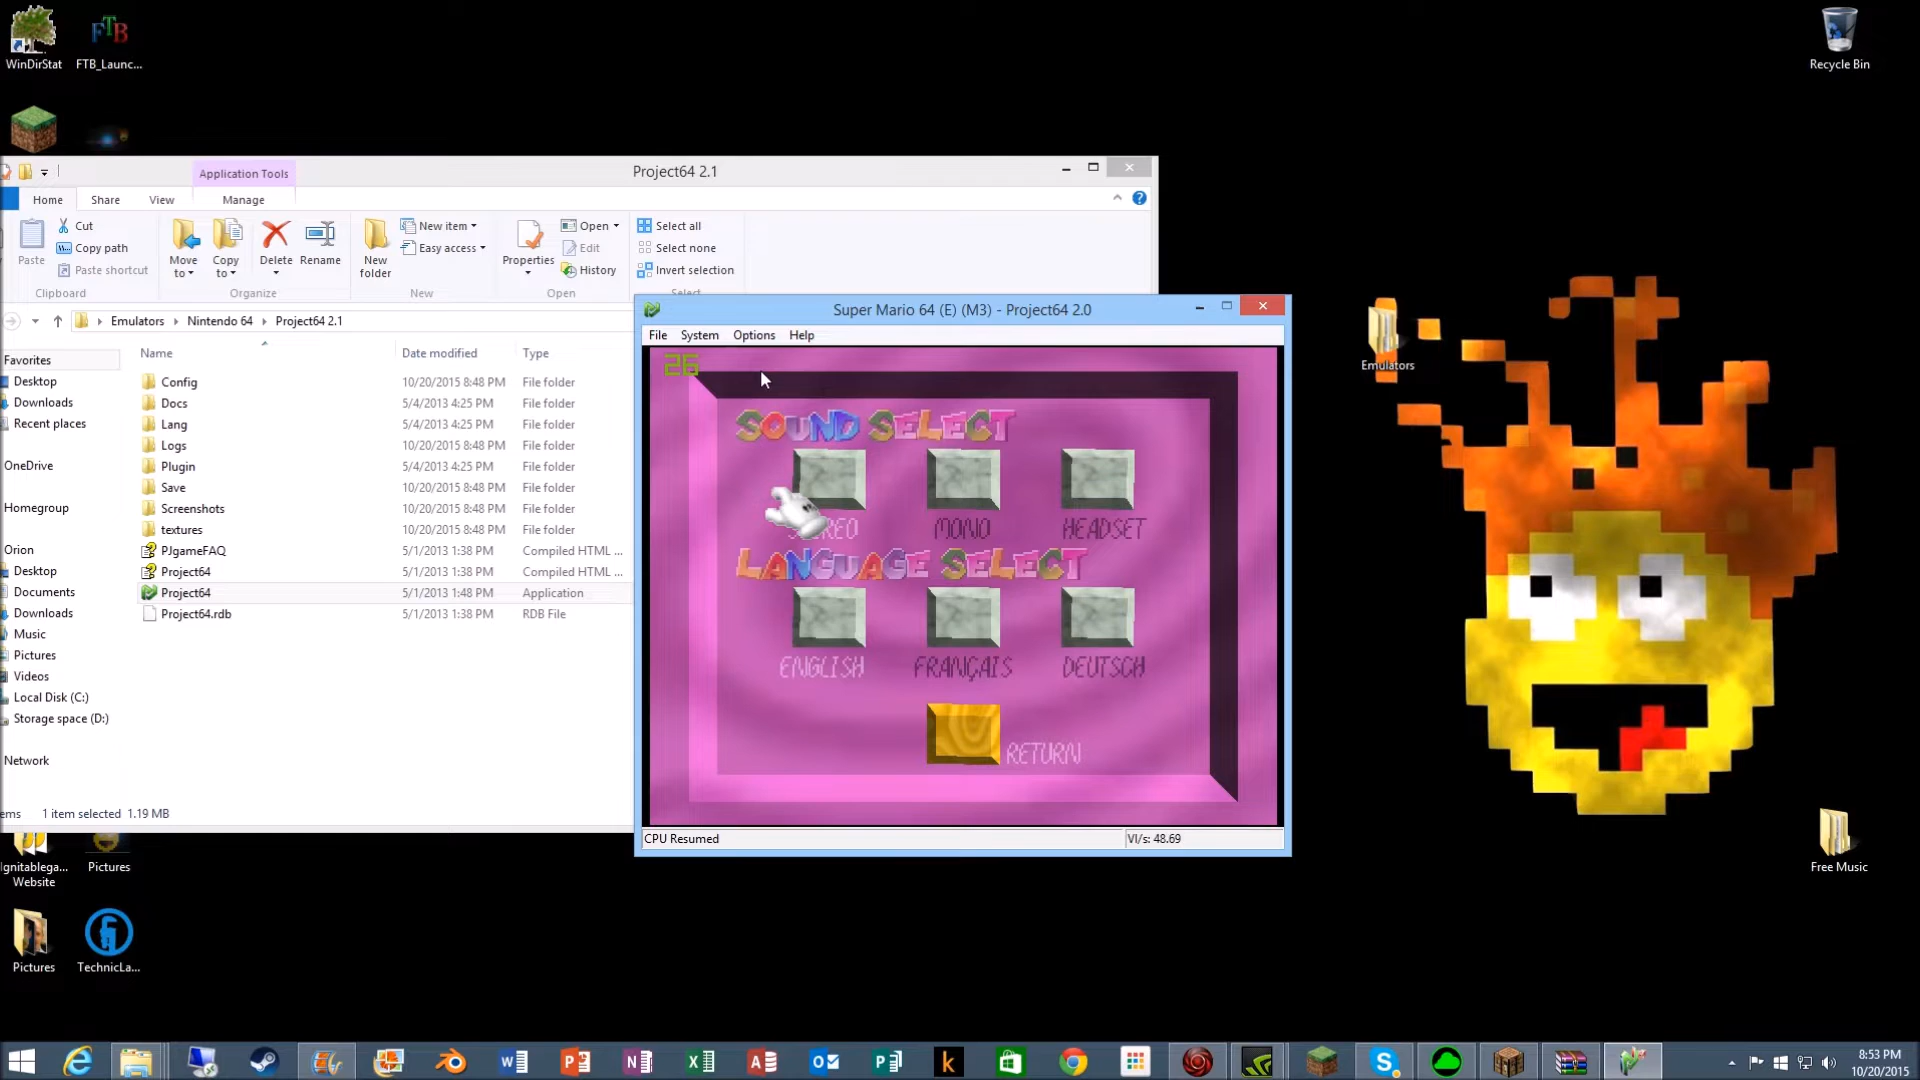 WinDirStat
FTB_Launc...
Recycle Bin
Application Tools
Project64 2.1
Home
Share
View
Manage
Cut
Copy path
Paste shortcut
Paste
Move to
Copy to
Delete
Rename
New folder
New item
Easy access
Properties
Open
Edit
History
Select all
Select none
Invert selection
Clipboard
Organize
New
Open
Select
Emulators
Nintendo 64
Project64 2.1
Name
Date modified
Type
Favorites
Desktop
Downloads
Recent places
OneDrive
Homegroup
Orion
Desktop
Documents
Downloads
Music
Pictures
Videos
Local Disk (C:)
Storage space (D:)
Network
Config 10/20/2015 8:48 PM File folder
Docs 5/4/2013 4:25 PM File folder
Lang 5/4/2013 4:25 PM File folder
Logs 10/20/2015 8:48 PM File folder
Plugin 5/4/2013 4:25 PM File folder
Save 10/20/2015 8:48 PM File folder
Screenshots 10/20/2015 8:48 PM File folder
textures 10/20/2015 8:48 PM File folder
PJgameFAQ 5/1/2013 1:38 PM Compiled HTML ...
Project64 5/1/2013 1:38 PM Compiled HTML ...
Project64 5/1/2013 1:48 PM Application
Project64.rdb 5/1/2013 1:38 PM RDB File
ems 1 item selected 1.19 MB
Super Mario 64 (E) (M3) - Project64 2.0
File System Options Help
26
SOUND SELECT
MONO HEADSET
LANGUAGE SELECT
ENGLISH FRANÇAIS DEUTSCH
RETURN
CPU Resumed
VI/s: 48.69
Emulators
Free Music
Ignitablega...
Website
Pictures
Pictures
TechnicLa...
8:53 PM
10/20/2015